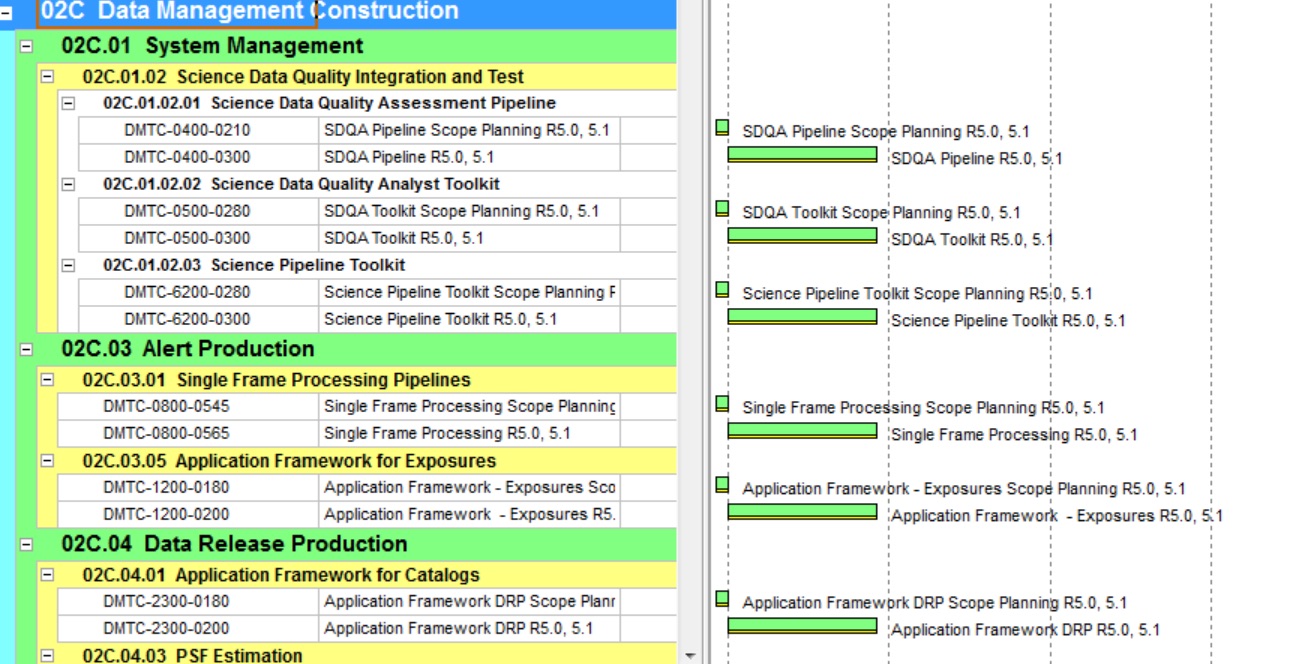 02C Data Management Construction
02C.01 System Management
02C.01.02 Science Data Quality Integration and Test
02C.01.02.01 Science Data Quality Assessment Pipeline
DMTC-0400-0210 SDQA Pipeline Scope Planning R5.0, 5.1 SDQA Pipeline Scope Planning R5.0, 5.1
DMTC-0400-0300 SDQA Pipeline R5.0, 5.1 SDQA Pipeline R5.0, 5.1
02C.01.02.02 Science Data Quality Analyst Toolkit
DMTC-0500-0280 SDQA Toolkit Scope Planning R5.0, 5.1 SDQA Toolkit Scope Planning R5.0, 5.1
DMTC-0500-0300 SDQA Toolkit R5.0, 5.1 SDQA Toolkit R5.0, 5.1
02C.01.02.03 Science Pipeline Toolkit
DMTC-6200-0280 Science Pipeline Toolkit Scope Planning Science Pipeline Toolkit Scope Planning R5.0, 5.1
DMTC-6200-0300 Science Pipeline Toolkit R5.0, 5.1 Science Pipeline Toolkit R5.0, 5.1
02C.03 Alert Production
02C.03.01 Single Frame Processing Pipelines
DMTC-0800-0545 Single Frame Processing Scope Planning Single Frame Processing Scope Planning R5.0, 5.1
DMTC-0800-0565 Single Frame Processing R5.0, 5.1 Single Frame Processing R5.0, 5.1
02C.03.05 Application Framework for Exposures
DMTC-1200-0180 Application Framework - Exposures Sco Application Framework - Exposures Scope Planning R5.0, 5.1
DMTC-1200-0200 Application Framework - Exposures R5. Application Framework - Exposures R5.0, 5.1
02C.04 Data Release Production
02C.04.01 Application Framework for Catalogs
DMTC-2300-0180 Application Framework DRP Scope Plan Application Framework DRP Scope Planning R5.0, 5.1
DMTC-2300-0200 Application Framework DRP R5.0, 5.1 Application Framework DRP R5.0, 5.1
02C.04.03 PSF Estimation